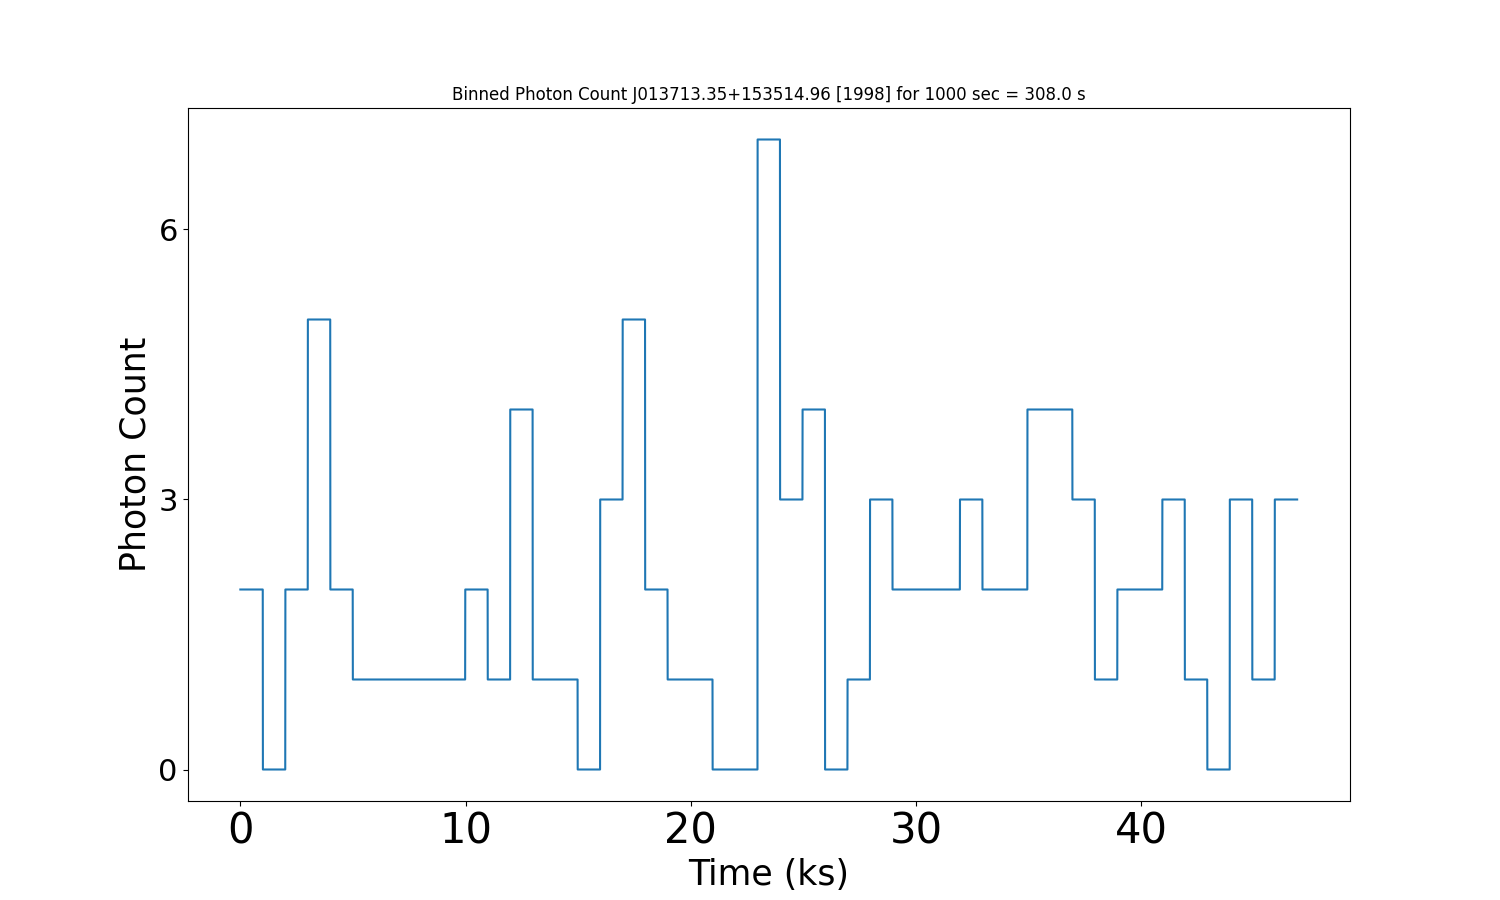 Binned Photon Count J013713.35+153514.96 [1998] for 1000 sec = 308.0 s
6
3
0
Photon Count
0 10 20 30 40
Time (ks)